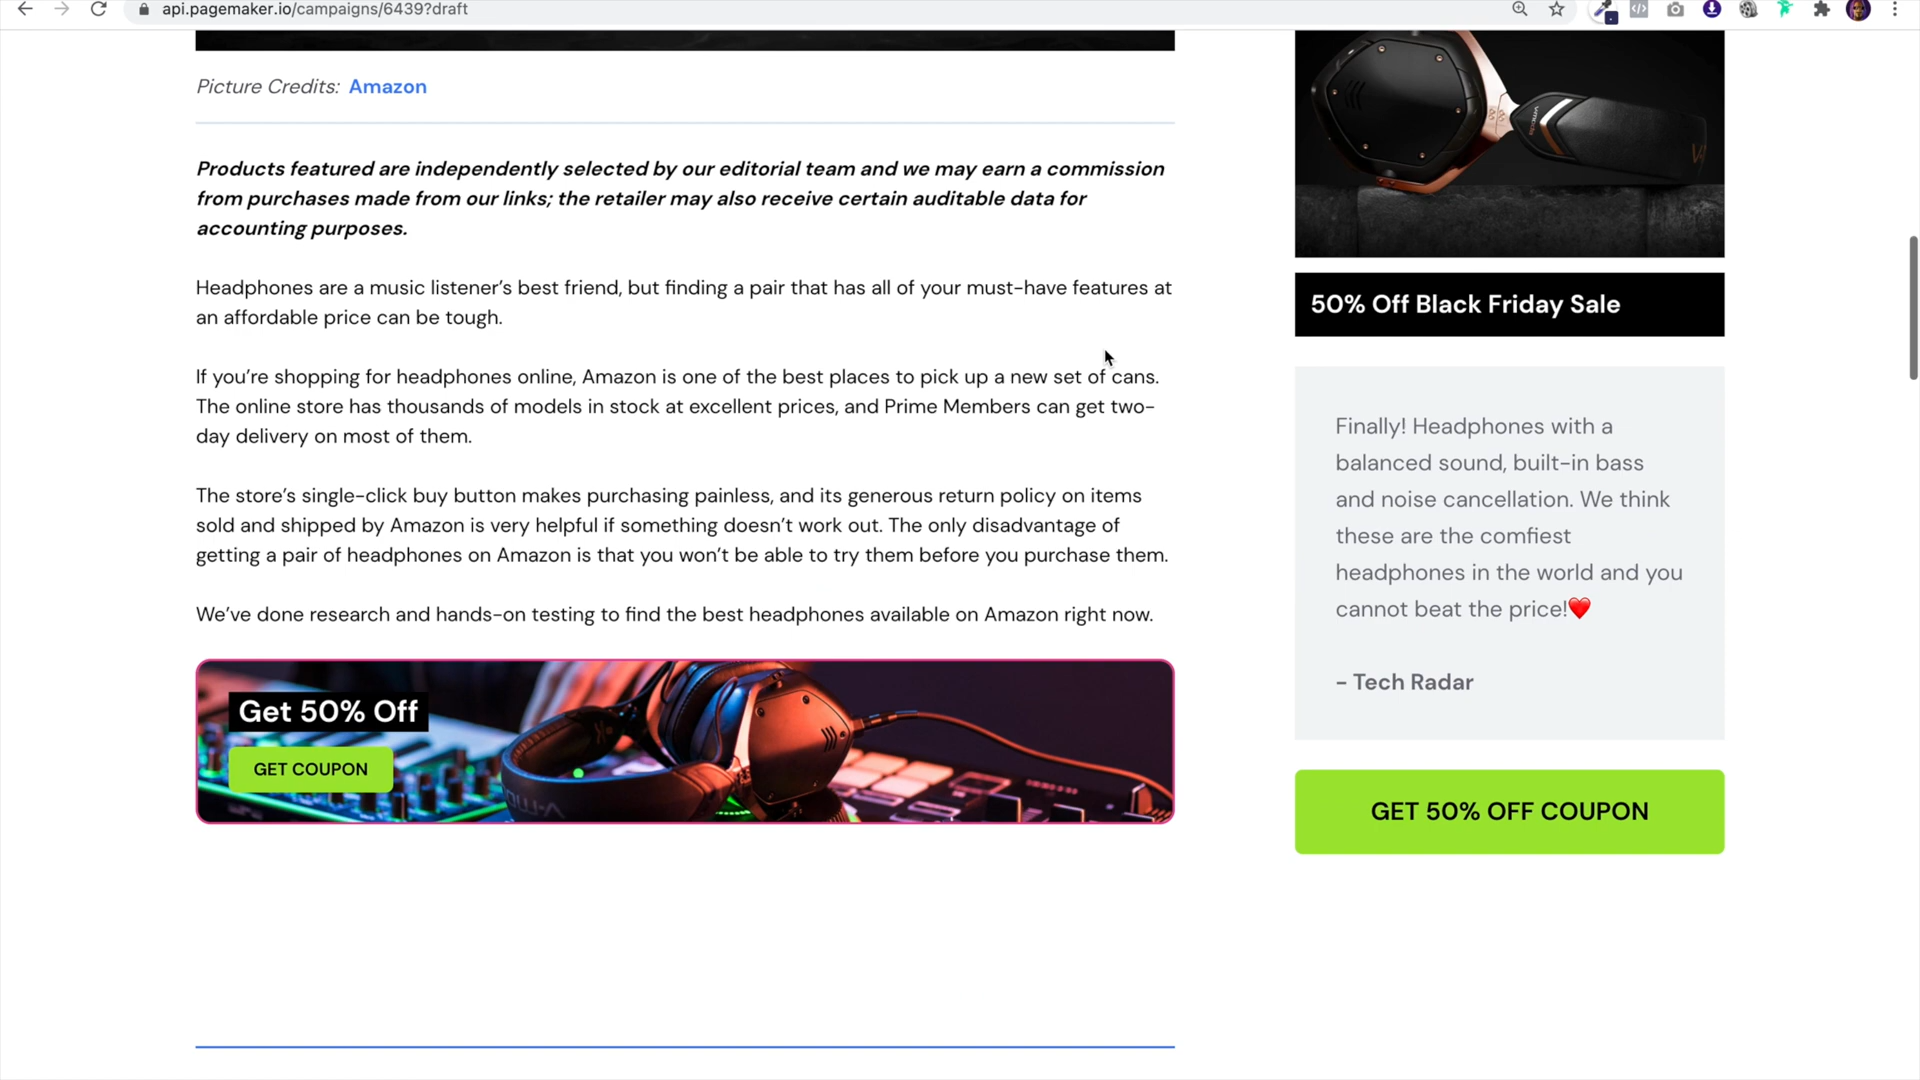 api.pagemaker.io/campaigns/6439?draft
Picture Credits: Amazon
Products featured are independently selected by our editorial team and we may earn a commission
from purchases made from our links; the retailer may also receive certain auditable data for
accounting purposes.
Headphones are a music listener’s best friend, but finding a pair that has all of your must-have features at
an affordable price can be tough.
If you’re shopping for headphones online, Amazon is one of the best places to pick up a new set of cans.
The online store has thousands of models in stock at excellent prices, and Prime Members can get two-
day delivery on most of them.
The store’s single-click buy button makes purchasing painless, and its generous return policy on items
sold and shipped by Amazon is very helpful if something doesn’t work out. The only disadvantage of
getting a pair of headphones on Amazon is that you won’t be able to try them before you purchase them.
We’ve done research and hands-on testing to find the best headphones available on Amazon right now.
Get 50% Off
GET COUPON
50% Off Black Friday Sale
Finally! Headphones with a
balanced sound, built-in bass
and noise cancellation. We think
these are the comfiest
headphones in the world and you
cannot beat the price!❤️
- Tech Radar
GET 50% OFF COUPON